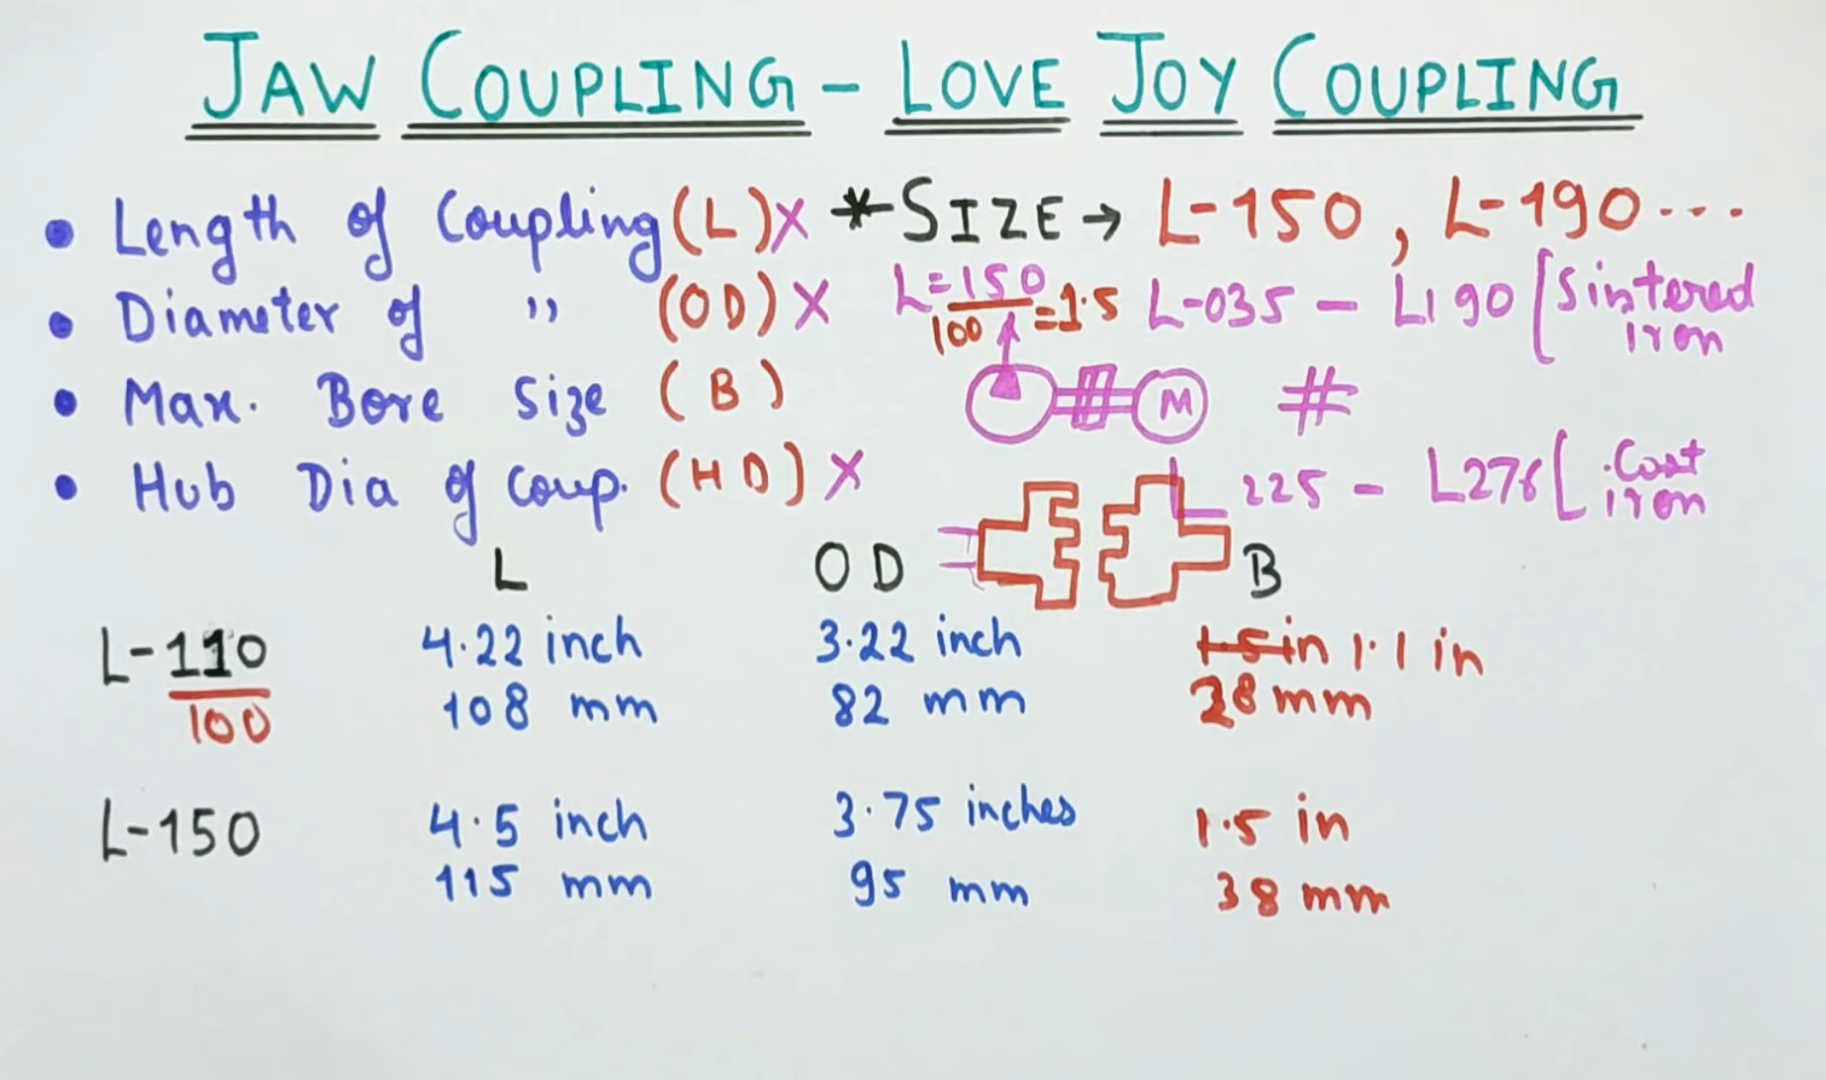 JAW COUPLING - LOVE JOY COUPLING
• Length of Coupling (L) X
• Diameter of " (OD) X
• Max. Bore Size (B)
• Hub Dia of Coup. (HD) X
* SIZE → L-150, L-190...
L=150/100 =1.5
L-035 - L190 [Sintered
iron
M
#
L 225 - L276 [Cast
iron
L OD B
L-110/100 4.22 inch 3.22 inch 1.5 in 1.1 in
108 mm 82 mm 28 mm
L-150 4.5 inch 3.75 inches 1.5 in
115 mm 95 mm 38 mm